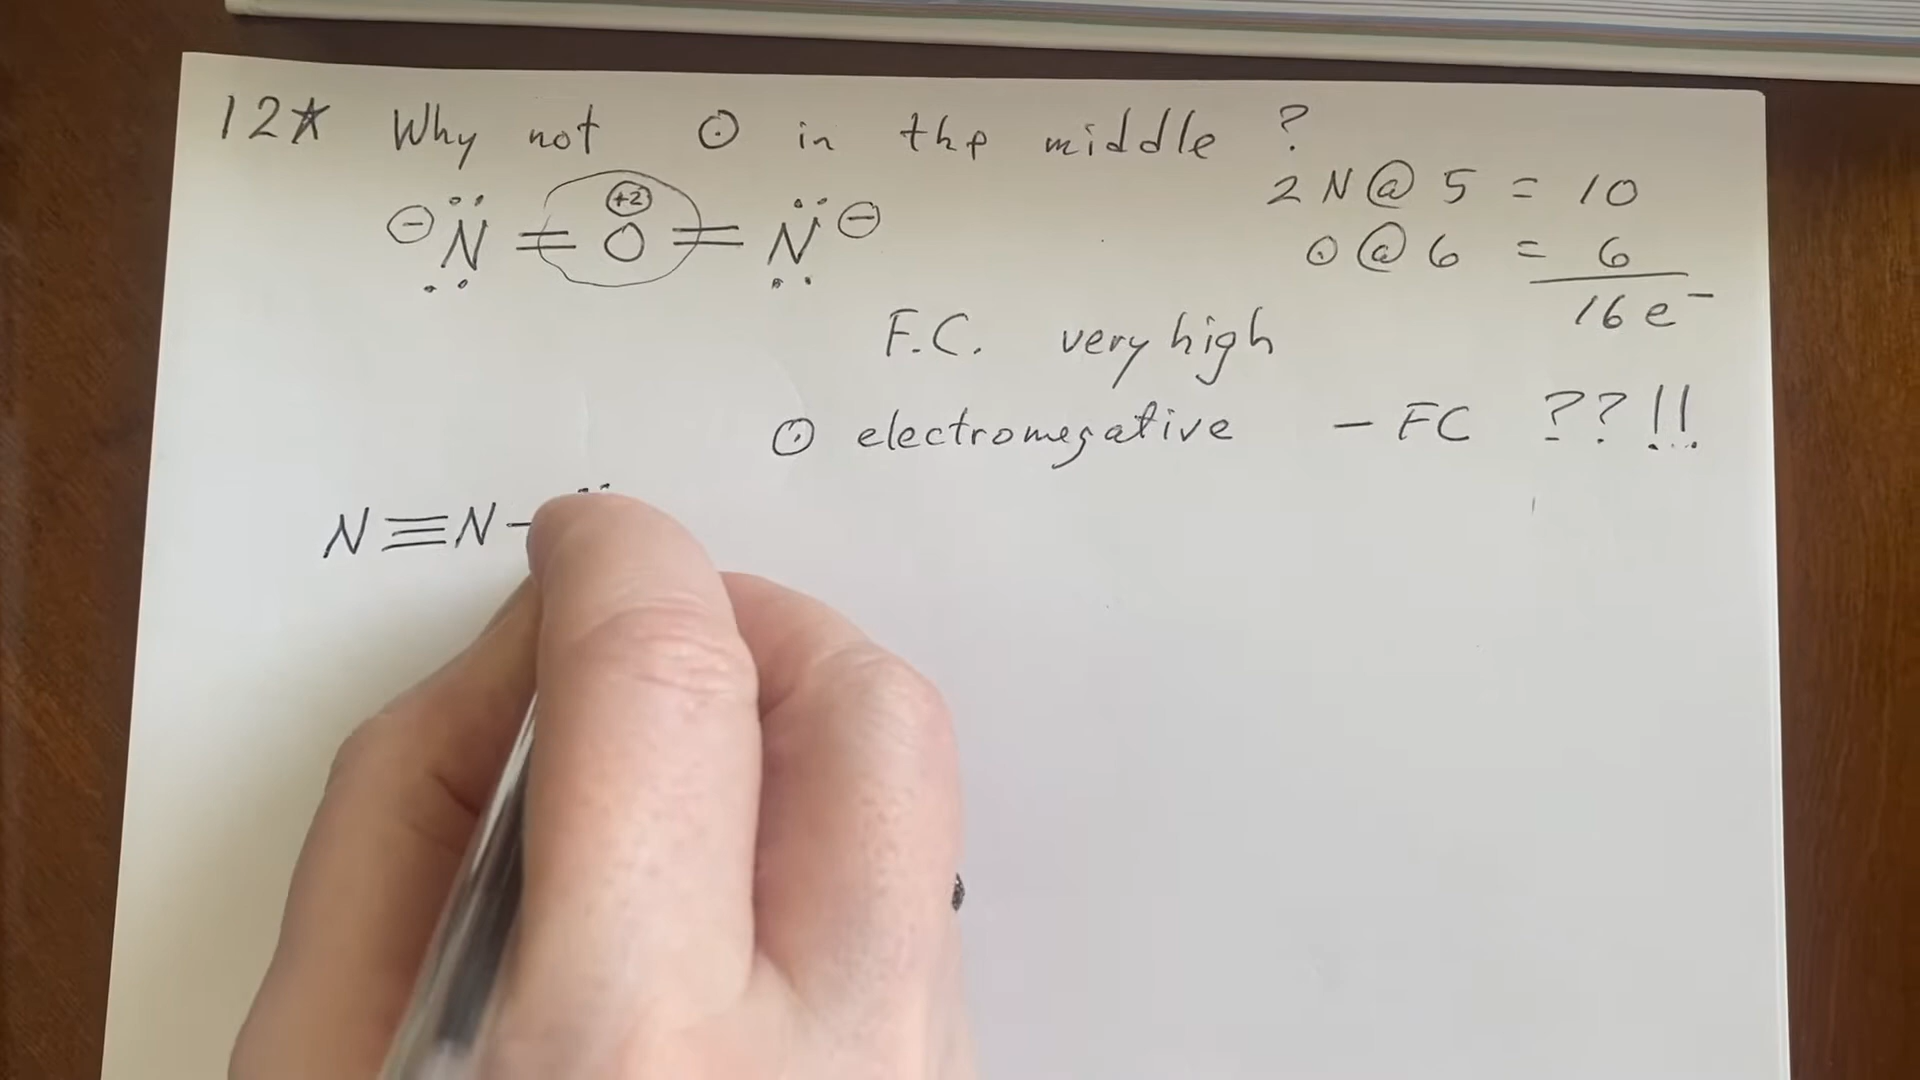 12* Why not O in the middle ?
2 N @ 5 = 10
⊖ N = O = N ⊖
+2
O @ 6 = 6
16 e⁻
F.C. very high
O electronegative - FC ??!!
N≡N-